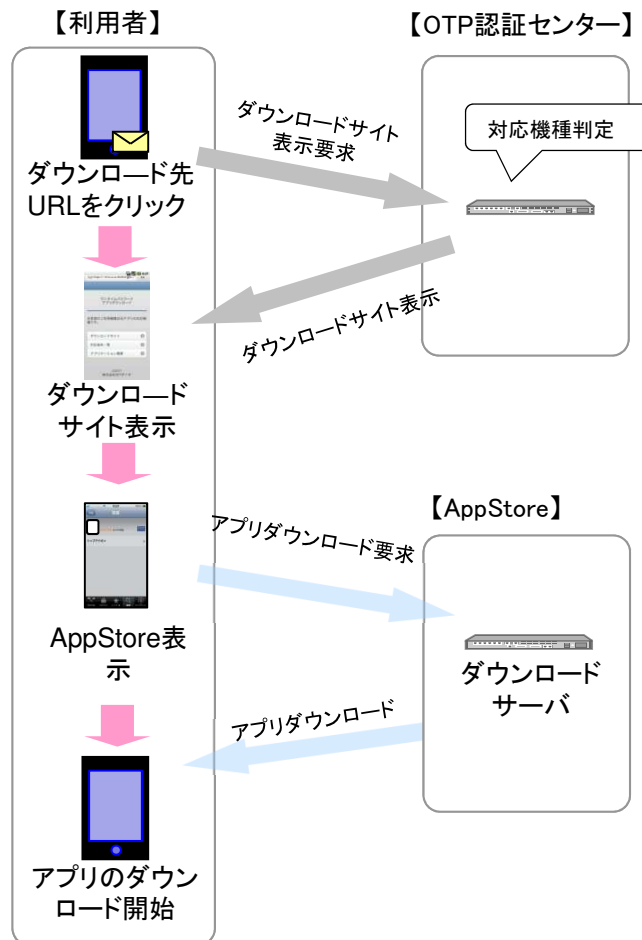 【利用者】
【OTP認証センター】
対応機種判定
ダウンロードサイト
表示要求
ダウンロ―ド先
URLをクリック
ダウンロードサイト表示
ダウンロ―ド
サイト表示
【AppStore】
アプリダウンロード要求
AppStore表
示
ダウンロード
サーバ
アプリダウンロード
アプリのダウン
ロード開始